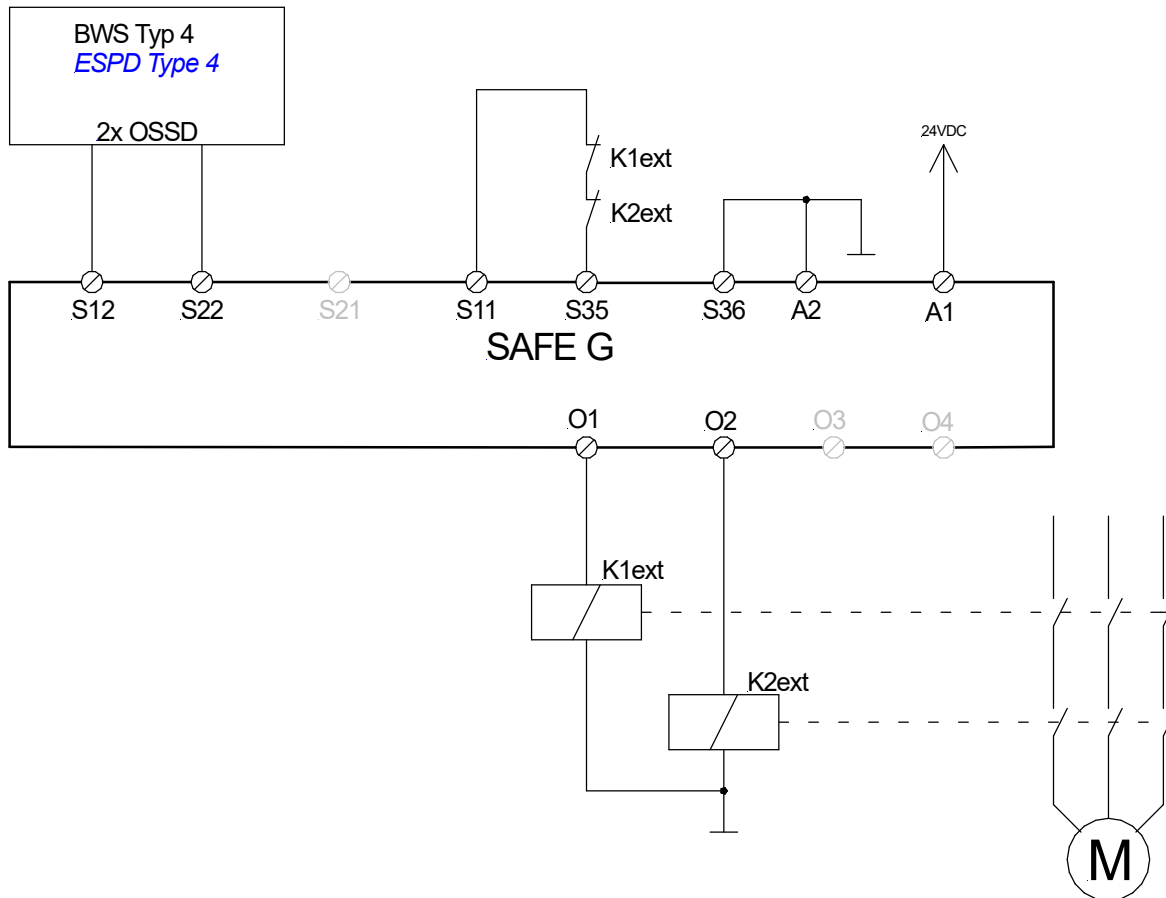 BWS Typ 4
ESPD Type 4
2x OSSD
K1ext
K2ext
24VDC
S12 S22 S21 S11 S35 S36 A2 A1
SAFE G
O1 O2 O3 O4
K1ext
K2ext
M